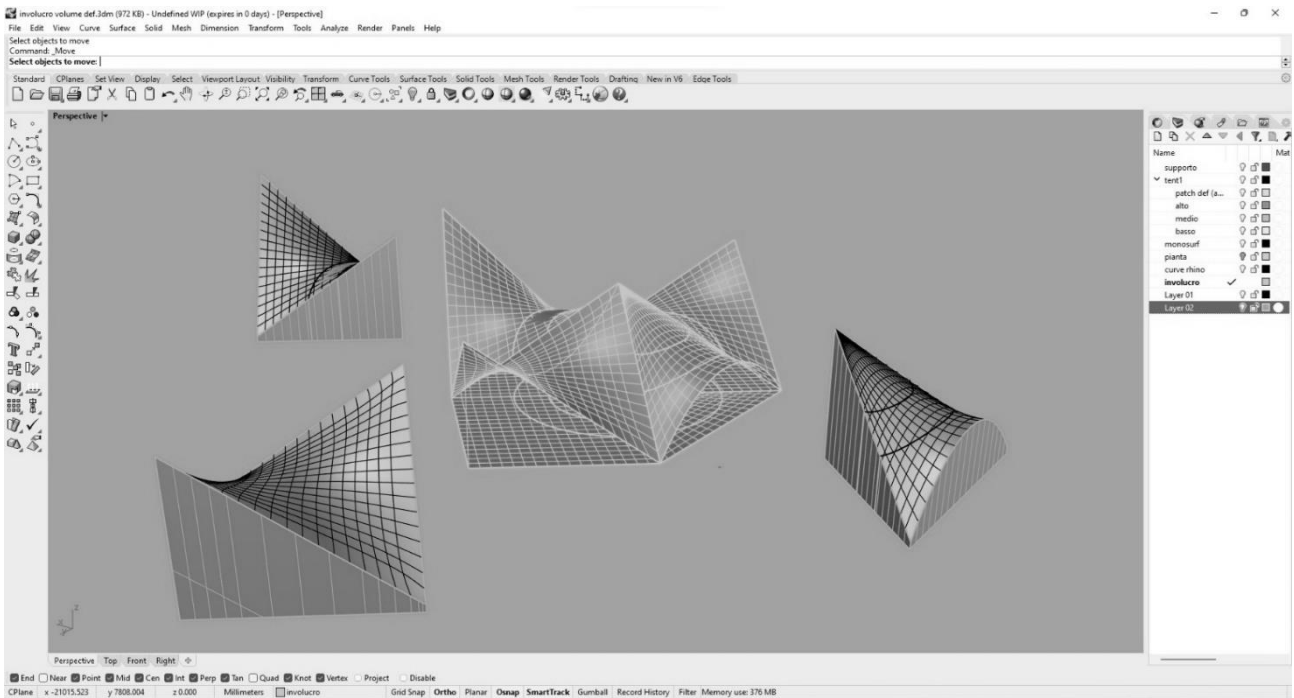 involucro volume def.3dm (972 KB) - Undefined WIP (expires in 0 days) - [Perspective]
File Edit View Curve Surface Solid Mesh Dimension Transform Tools Analyze Render Panels Help
Select objects to move
Command: _Move
Select objects to move:
Standard CPlanes Set View Display Select Viewport Layout Visibility Transform Curve Tools Surface Tools Solid Tools Mesh Tools Render Tools Drafting New in V6 Edge Tools
Perspective
Name Mat
supporto
tent1
patch def (a...
alto
medio
basso
monosurf
pianta
curve rhino
involucro
Layer 01
Layer 02
z
Perspective Top Front Right
End Near Point Mid Cen Int Perp Tan Quad Knot Vertex Project Disable
CPlane x -21015.523 y 7808.004 z 0.000 Millimeters involucro Grid Snap Ortho Planar Osnap SmartTrack Gumball Record History Filter Memory use: 376 MB